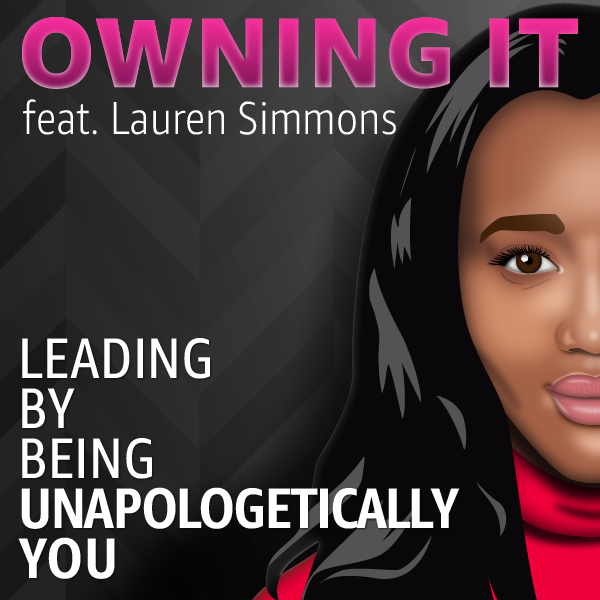 OWNING IT
feat. Lauren Simmons
LEADING
BY
BEING
UNAPOLOGETICALLY
YOU